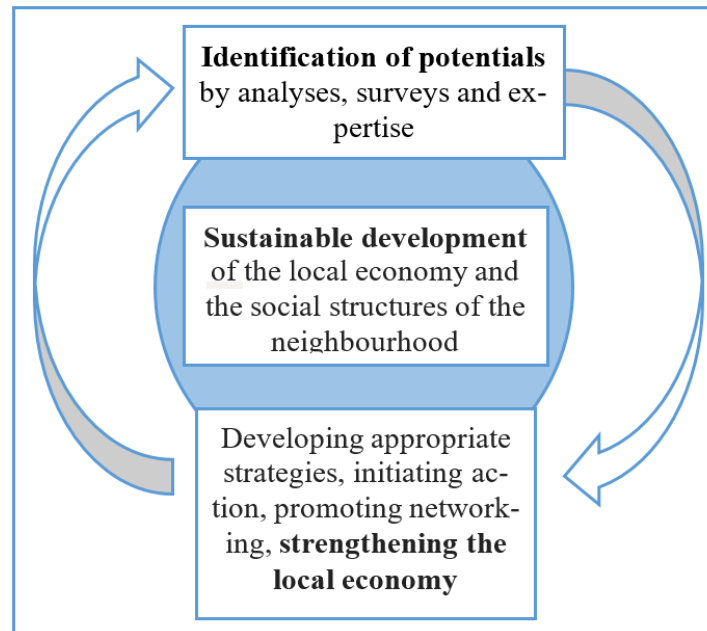 Identification of potentials
by analyses, surveys and ex-
pertise
Sustainable development
of the local economy and
the social structures of the
neighbourhood
Developing appropriate
strategies, initiating ac-
tion, promoting network-
ing, strengthening the
local economy